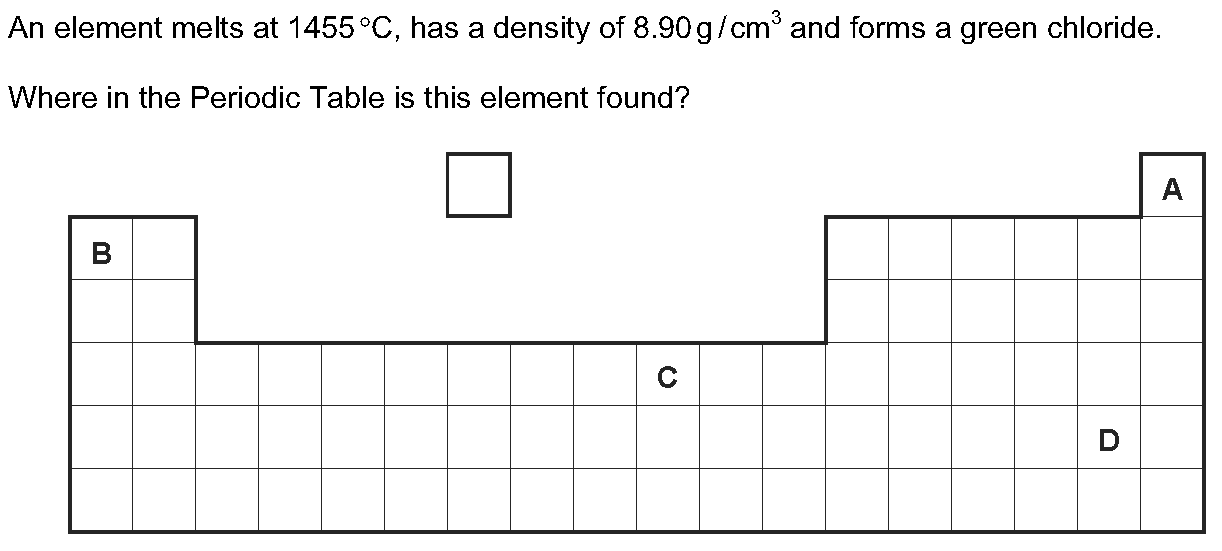 An element melts at 1455 °C, has a density of 8.90 g / cm³ and forms a green chloride.
Where in the Periodic Table is this element found?
A
B
C
D